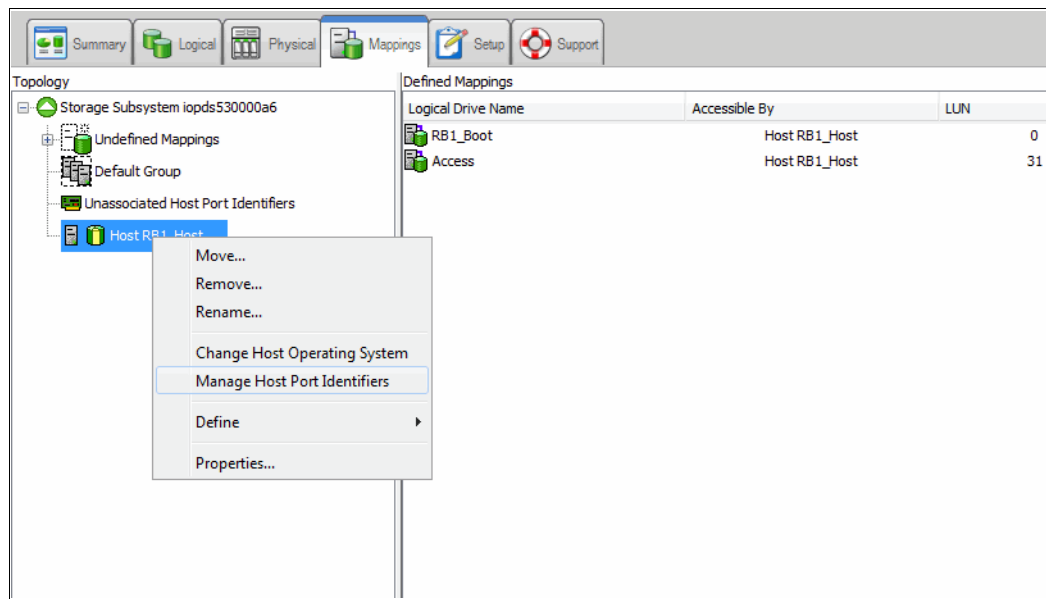 Summary Logical Physical Mappings Setup Support
Topology
Defined Mappings
Storage Subsystem iopds530000a6
Logical Drive Name Accessible By LUN
Undefined Mappings
RB1_Boot Host RB1_Host 0
Default Group
Access Host RB1_Host 31
Unassociated Host Port Identifiers
Host RB1_Host
Move...
Remove...
Rename...
Change Host Operating System
Manage Host Port Identifiers
Define
Properties...